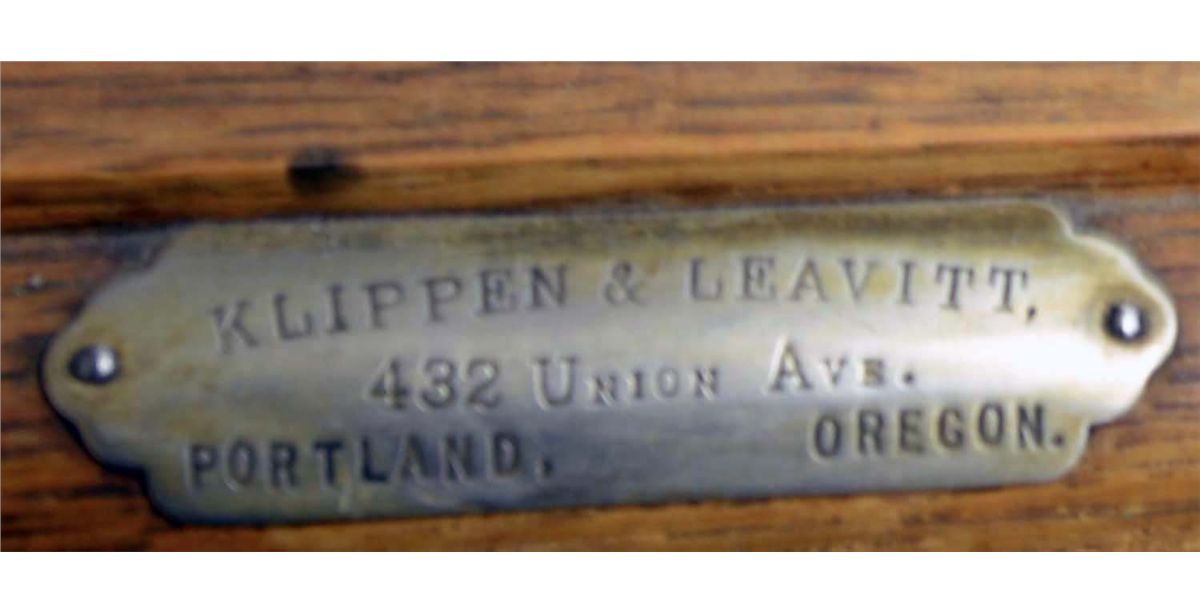 KLIPPEN & LEAVITT,
432 UNION AVE.
PORTLAND, OREGON.